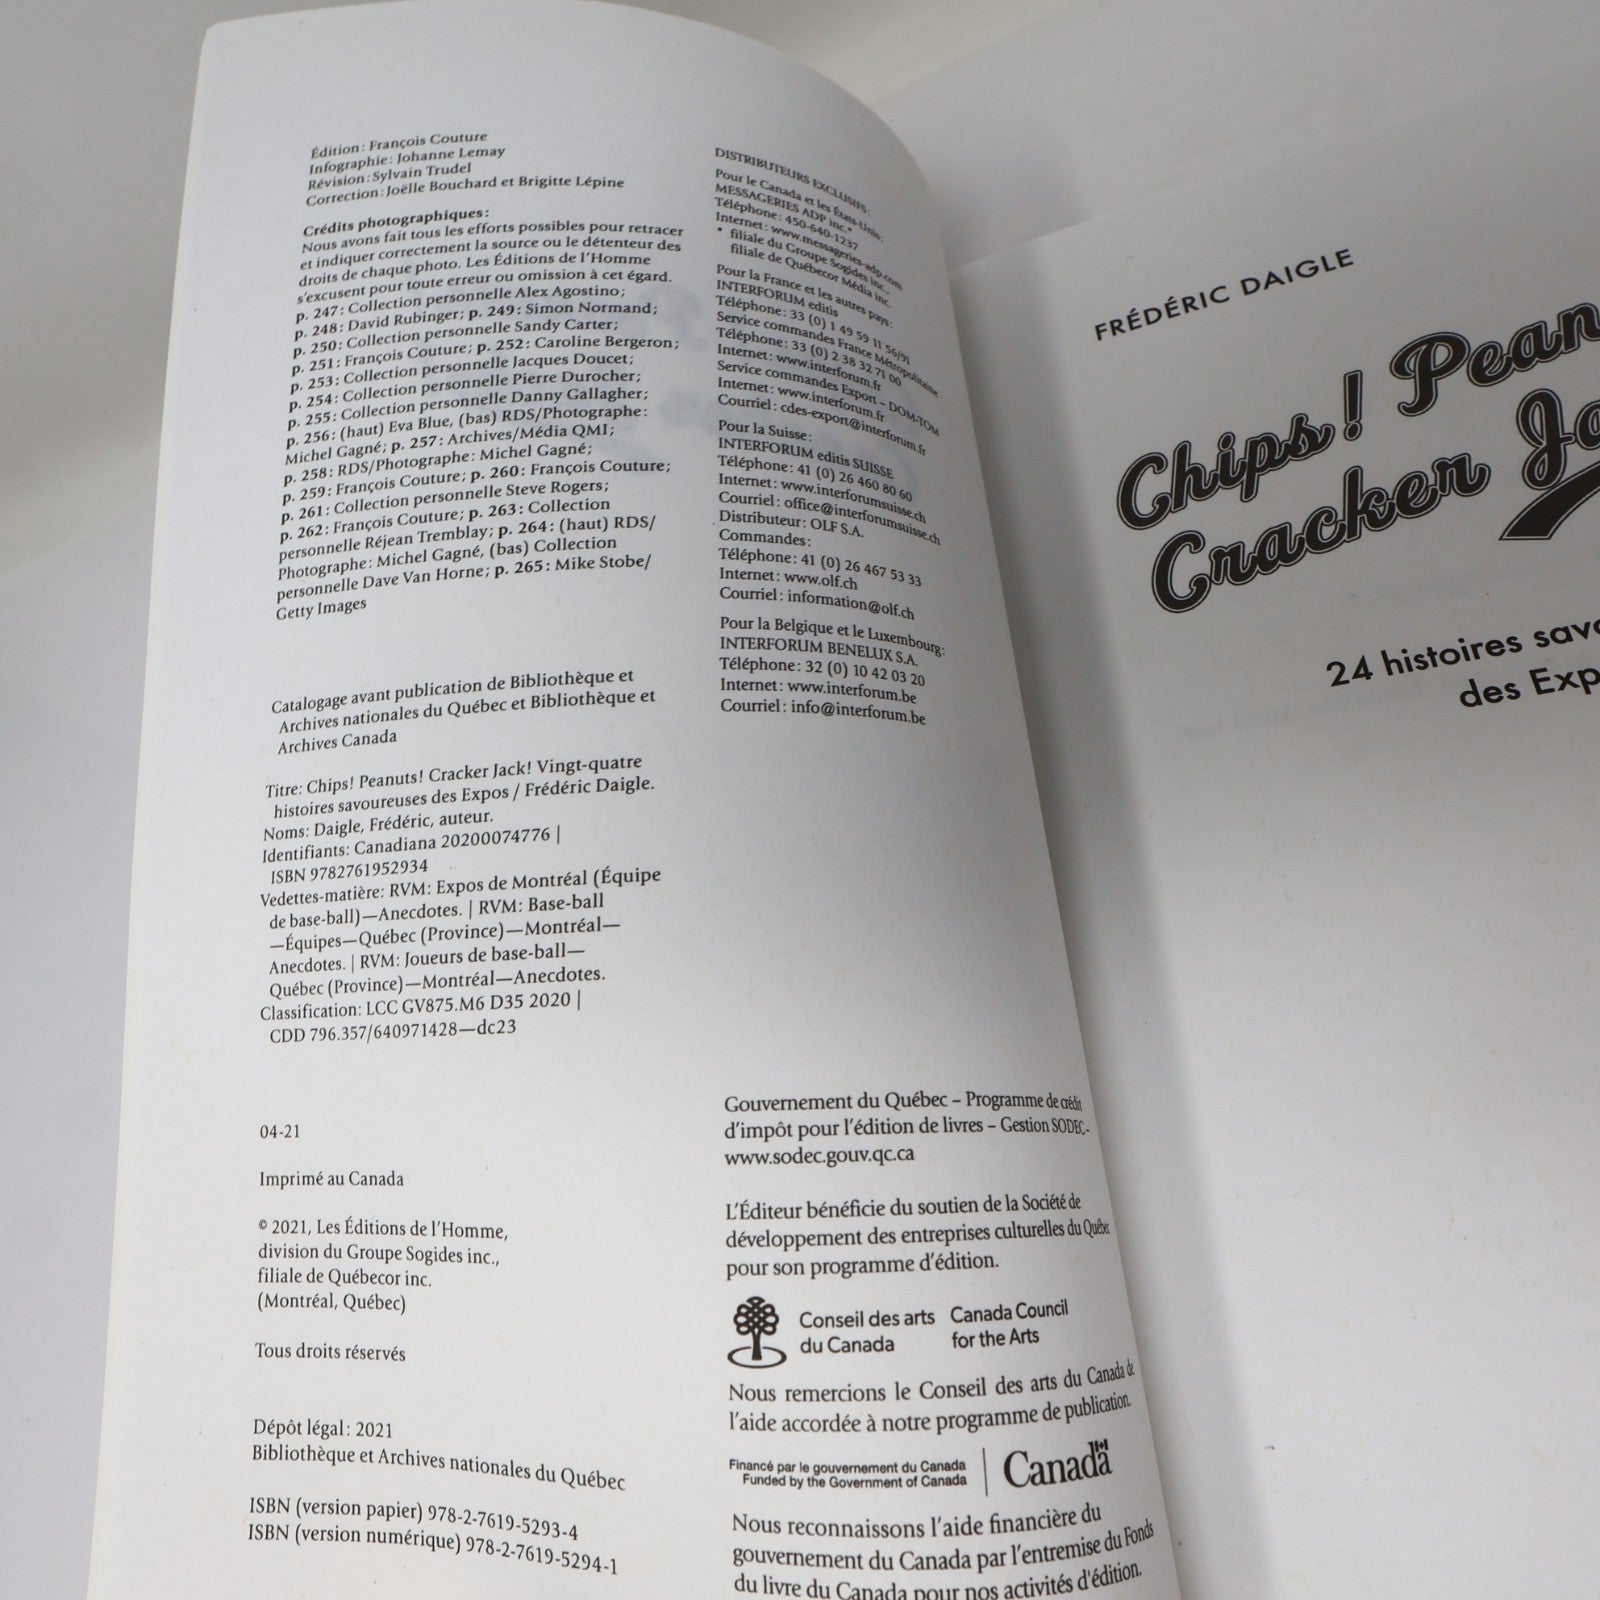 Édition : François Couture
Infographie : Johanne Lemay
Révision : Sylvain Trudel
Correction : Joëlle Bouchard et Brigitte Lépine
Crédits photographiques :
Nous avons fait tous les efforts possibles pour retracer
et indiquer correctement la source ou le détenteur des
droits de chaque photo. Les Éditions de l'Homme
s'excusent pour toute erreur ou omission à cet égard.
p. 247 : Collection personnelle Alex Agostino ;
p. 248 : David Rubinger ; p. 249 : Simon Normand ;
p. 250 : Collection personnelle Sandy Carter ;
p. 251 : François Couture ; p. 252 : Caroline Bergeron ;
p. 253 : Collection personnelle Jacques Doucet ;
p. 254 : Collection personnelle Pierre Durocher ;
p. 255 : Collection personnelle Danny Gallagher ;
p. 256 : (haut) Eva Blue, (bas) RDS/Photographe :
Michel Gagné ; p. 257 : Archives/Média QMI ;
p. 258 : RDS/Photographe : Michel Gagné ;
p. 259 : François Couture ; p. 260 : François Couture ;
p. 261 : Collection personnelle Steve Rogers ;
p. 262 : François Couture ; p. 263 : Collection
personnelle Réjean Tremblay ; p. 264 : (haut) RDS/
Photographe : Michel Gagné, (bas) Collection
personnelle Dave Van Horne ; p. 265 : Mike Stobe/
Getty Images
Catalogage avant publication de Bibliothèque et
Archives nationales du Québec et Bibliothèque et
Archives Canada
Titre: Chips! Peanuts! Cracker Jack! Vingt-quatre
histoires savoureuses des Expos / Frédéric Daigle.
Noms: Daigle, Frédéric, auteur.
Identifiants: Canadiana 20200074776 |
ISBN 9782761952934
Vedettes-matière: RVM: Expos de Montréal (Équipe
de base-ball)—Anecdotes. | RVM: Base-ball
—Équipes—Québec (Province)—Montréal—
Anecdotes. | RVM: Joueurs de base-ball—
Québec (Province)—Montréal—Anecdotes.
Classification: LCC GV875.M6 D35 2020 |
CDD 796.357/640971428—dc23
04-21
Imprimé au Canada
© 2021, Les Éditions de l'Homme,
division du Groupe Sogides inc.,
filiale de Québecor inc.
(Montréal, Québec)
Tous droits réservés
Dépôt légal : 2021
Bibliothèque et Archives nationales du Québec
ISBN (version papier) 978-2-7619-5293-4
ISBN (version numérique) 978-2-7619-5294-1
DISTRIBUTEURS EXCLUSIFS :
Pour le Canada et les États-Unis :
MESSAGERIES ADP inc.*
Téléphone : 450-640-1237
Internet : www.messageries-adp.com
* filiale du Groupe Sogides inc.,
filiale de Québecor Média inc.
Pour la France et les autres pays :
INTERFORUM editis
Téléphone : 33 (0) 1 49 59 11 56/91
Service commandes France Métropolitaine
Téléphone : 33 (0) 2 38 32 71 00
Internet : www.interforum.fr
Service commandes Export – DOM-TOM
Internet : www.interforum.fr
Courriel : cdes-export@interforum.fr
Pour la Suisse :
INTERFORUM editis SUISSE
Téléphone : 41 (0) 26 460 80 60
Internet : www.interforumsuisse.ch
Courriel : office@interforumsuisse.ch
Distributeur : OLF S.A.
Commandes :
Téléphone : 41 (0) 26 467 53 33
Internet : www.olf.ch
Courriel : information@olf.ch
Pour la Belgique et le Luxembourg :
INTERFORUM BENELUX S.A.
Téléphone : 32 (0) 10 42 03 20
Internet : www.interforum.be
Courriel : info@interforum.be
Gouvernement du Québec – Programme de crédit
d'impôt pour l'édition de livres – Gestion SODEC –
www.sodec.gouv.qc.ca
L'Éditeur bénéficie du soutien de la Société de
développement des entreprises culturelles du Québec
pour son programme d'édition.
Conseil des arts
du Canada
Canada Council
for the Arts
Nous remercions le Conseil des arts du Canada de
l'aide accordée à notre programme de publication.
Financé par le gouvernement du Canada
Funded by the Government of Canada
Canada
Nous reconnaissons l'aide financière du
gouvernement du Canada par l'entremise du Fonds
du livre du Canada pour nos activités d'édition.
FRÉDÉRIC DAIGLE
Chips! Pean
Cracker Ja
24 histoires savo
des Exp